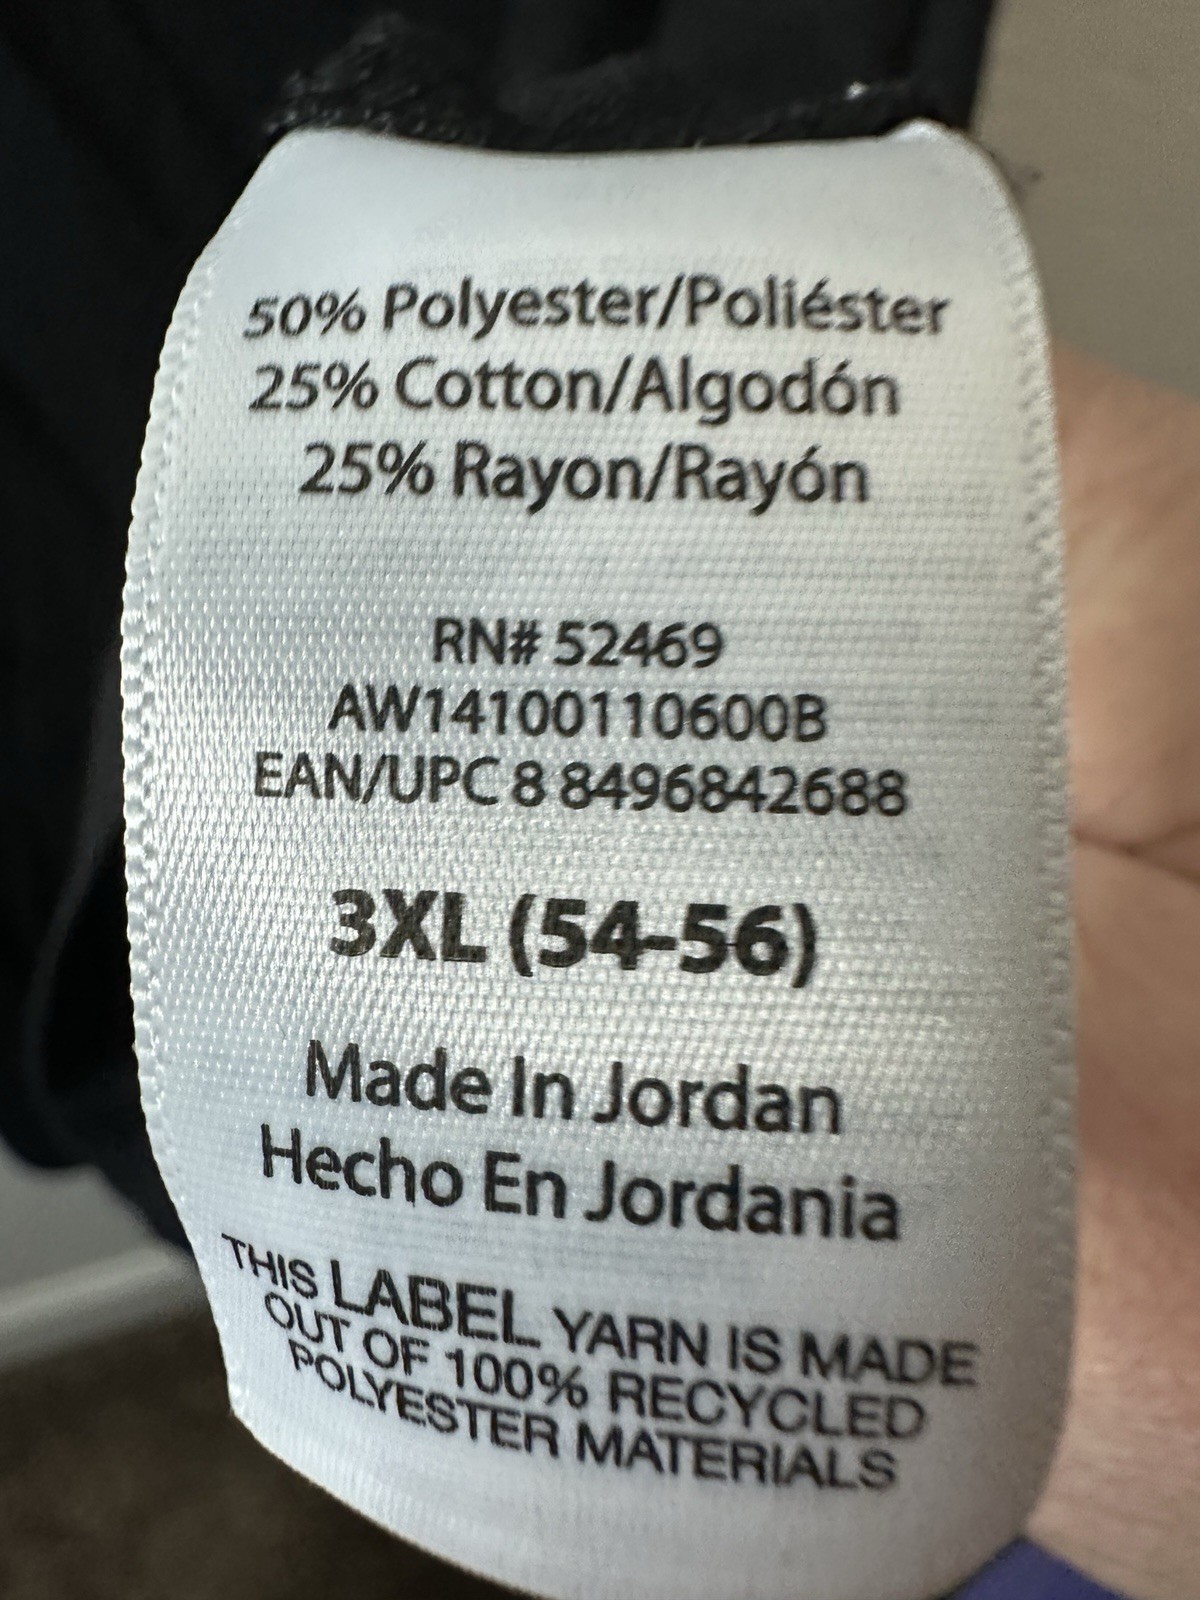 50% Polyester/Poliéster
25% Cotton/Algodón
25% Rayon/Rayón
RN# 52469
AW14100110600B
EAN/UPC 8 8496842688
3XL (54-56)
Made In Jordan
Hecho En Jordania
THIS LABEL YARN IS MADE
OUT OF 100% RECYCLED
POLYESTER MATERIALS